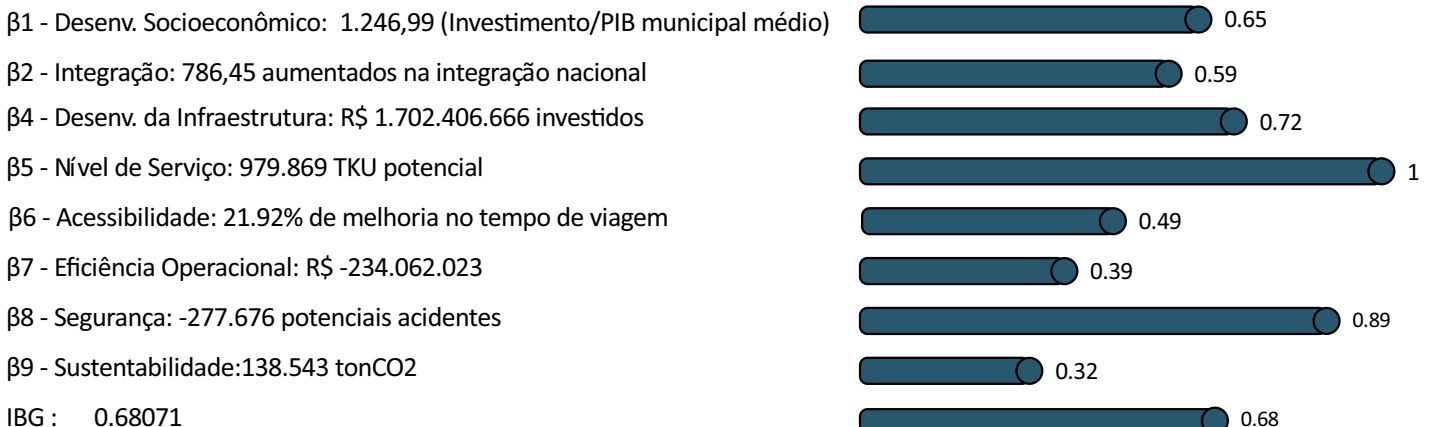 β1 - Desenv. Socioeconômico: 1.246,99 (Investimento/PIB municipal médio) 0.65
β2 - Integração: 786,45 aumentados na integração nacional 0.59
β4 - Desenv. da Infraestrutura: R$ 1.702.406.666 investidos 0.72
β5 - Nível de Serviço: 979.869 TKU potencial 1
β6 - Acessibilidade: 21.92% de melhoria no tempo de viagem 0.49
β7 - Eficiência Operacional: R$ -234.062.023 0.39
β8 - Segurança: -277.676 potenciais acidentes 0.89
β9 - Sustentabilidade:138.543 tonCO2 0.32
IBG : 0.68071 0.68